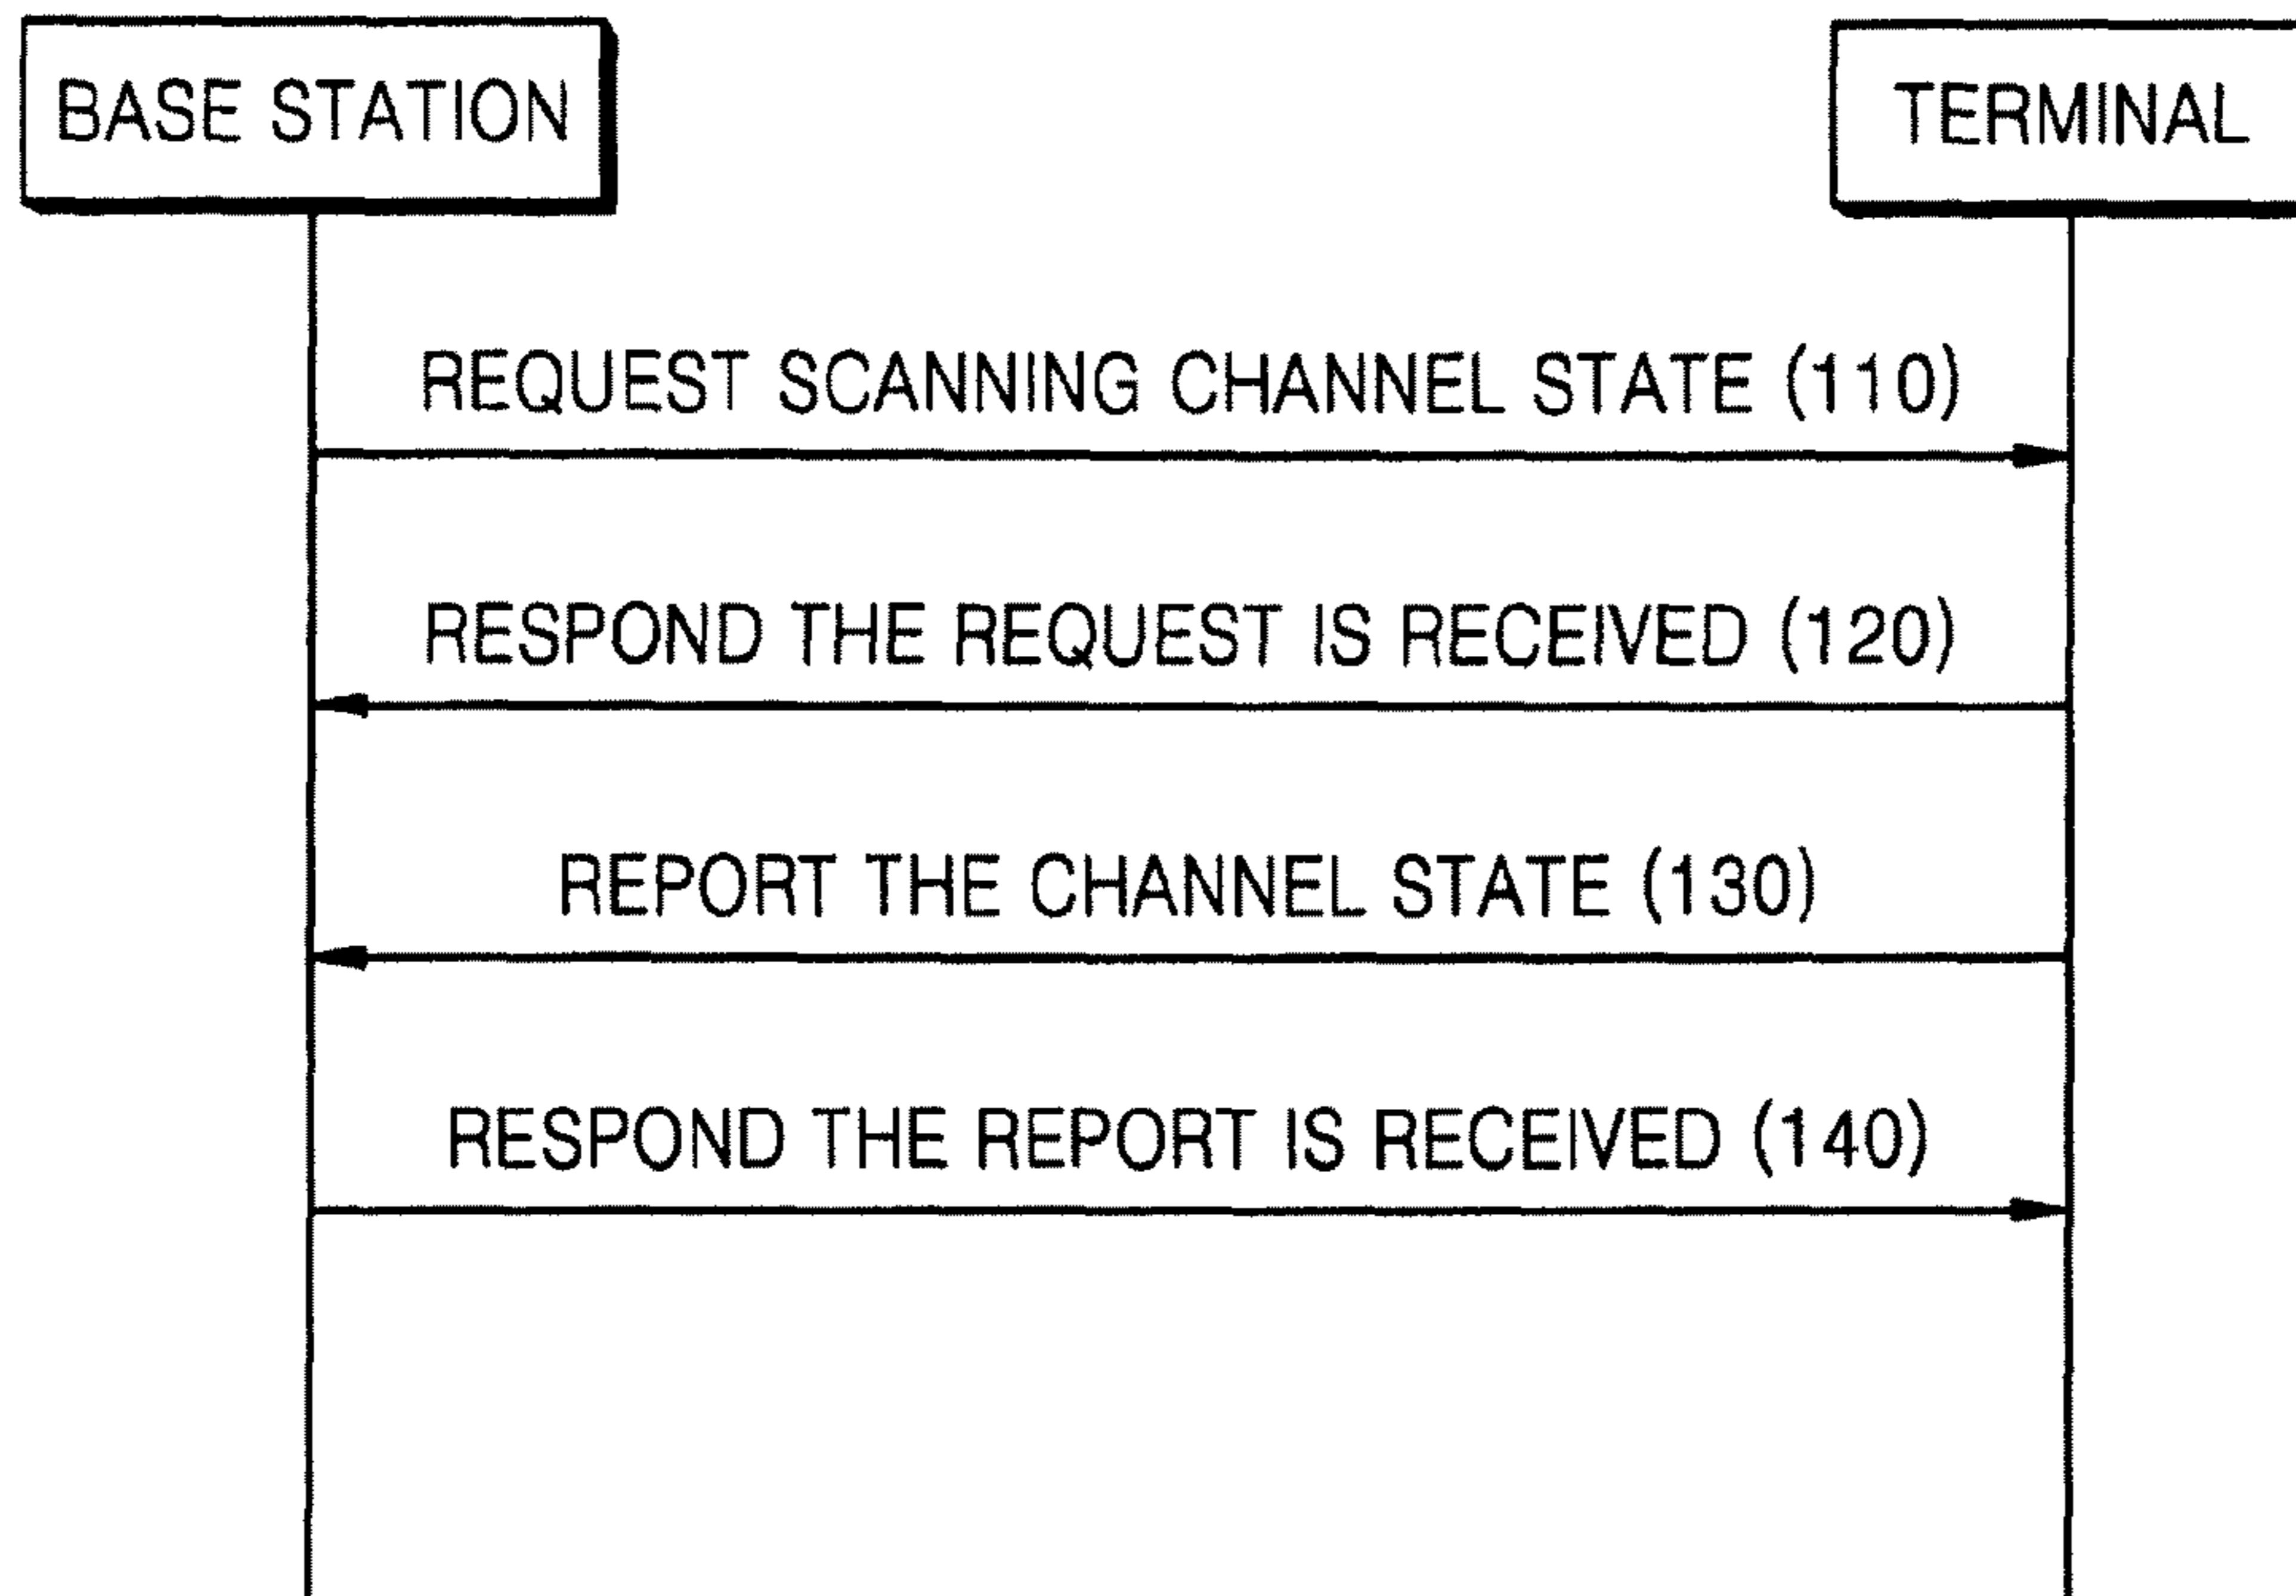 BASE STATION
TERMINAL
REQUEST SCANNING CHANNEL STATE (110)
RESPOND THE REQUEST IS RECEIVED (120)
REPORT THE CHANNEL STATE (130)
RESPOND THE REPORT IS RECEIVED (140)